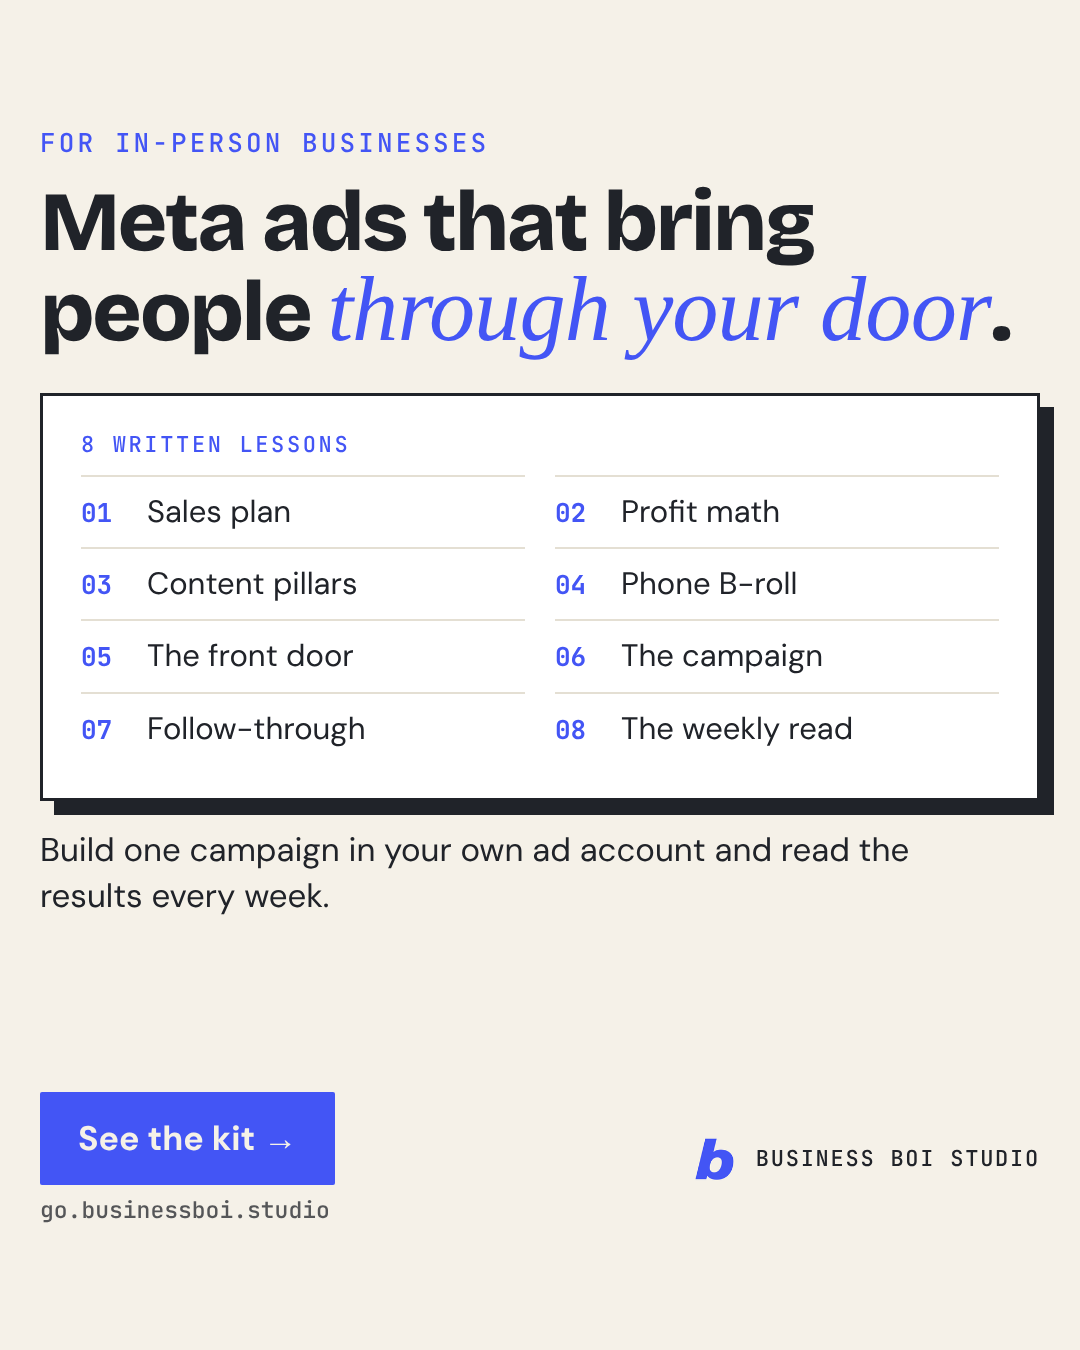 FOR IN-PERSON BUSINESSES
Meta ads that bring
people through your door.
8 WRITTEN LESSONS
01 Sales plan
02 Profit math
03 Content pillars
04 Phone B-roll
05 The front door
06 The campaign
07 Follow-through
08 The weekly read
Build one campaign in your own ad account and read the
results every week.
See the kit →
go.businessboi.studio
b BUSINESS BOI STUDIO